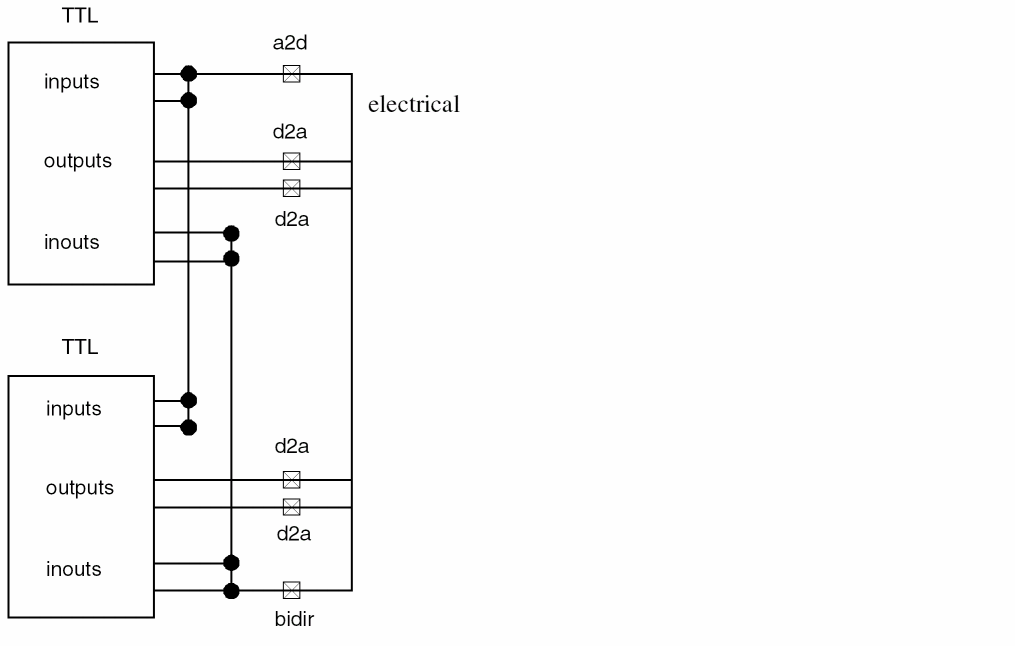 TTL
a2d
inputs
electrical
d2a
outputs
d2a
inouts
TTL
inputs
d2a
outputs
d2a
inouts
bidir